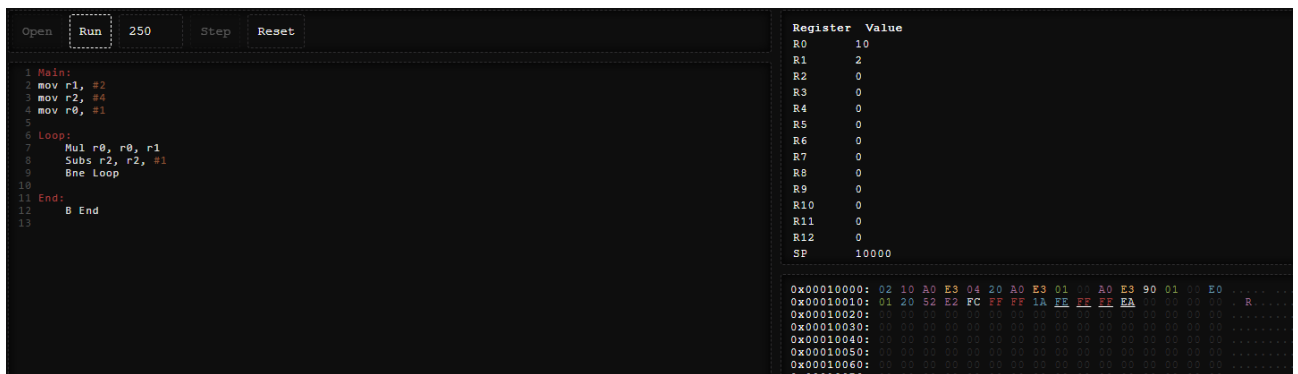 Open Run 250 Step Reset
1 Main:
2 mov r1, #2
3 mov r2, #4
4 mov r0, #1
5
6 Loop:
7 Mul r0, r0, r1
8 Subs r2, r2, #1
9 Bne Loop
10
11 End:
12 B End
13
Register Value
R0 10
R1 2
R2 0
R3 0
R4 0
R5 0
R6 0
R7 0
R8 0
R9 0
R10 0
R11 0
R12 0
SP 10000
0x00010000: 02 10 A0 E3 04 20 A0 E3 01 00 A0 E3 90 01 00 E0 ..... ...
0x00010010: 01 20 52 E2 FC FF FF 1A FE FF FF EA 00 00 00 00 . R.......
0x00010020: 00 00 00 00 00 00 00 00 00 00 00 00 00 00 00 00 ..........
0x00010030: 00 00 00 00 00 00 00 00 00 00 00 00 00 00 00 00 ..........
0x00010040: 00 00 00 00 00 00 00 00 00 00 00 00 00 00 00 00 ..........
0x00010050: 00 00 00 00 00 00 00 00 00 00 00 00 00 00 00 00 ..........
0x00010060: 00 00 00 00 00 00 00 00 00 00 00 00 00 00 00 00 ..........